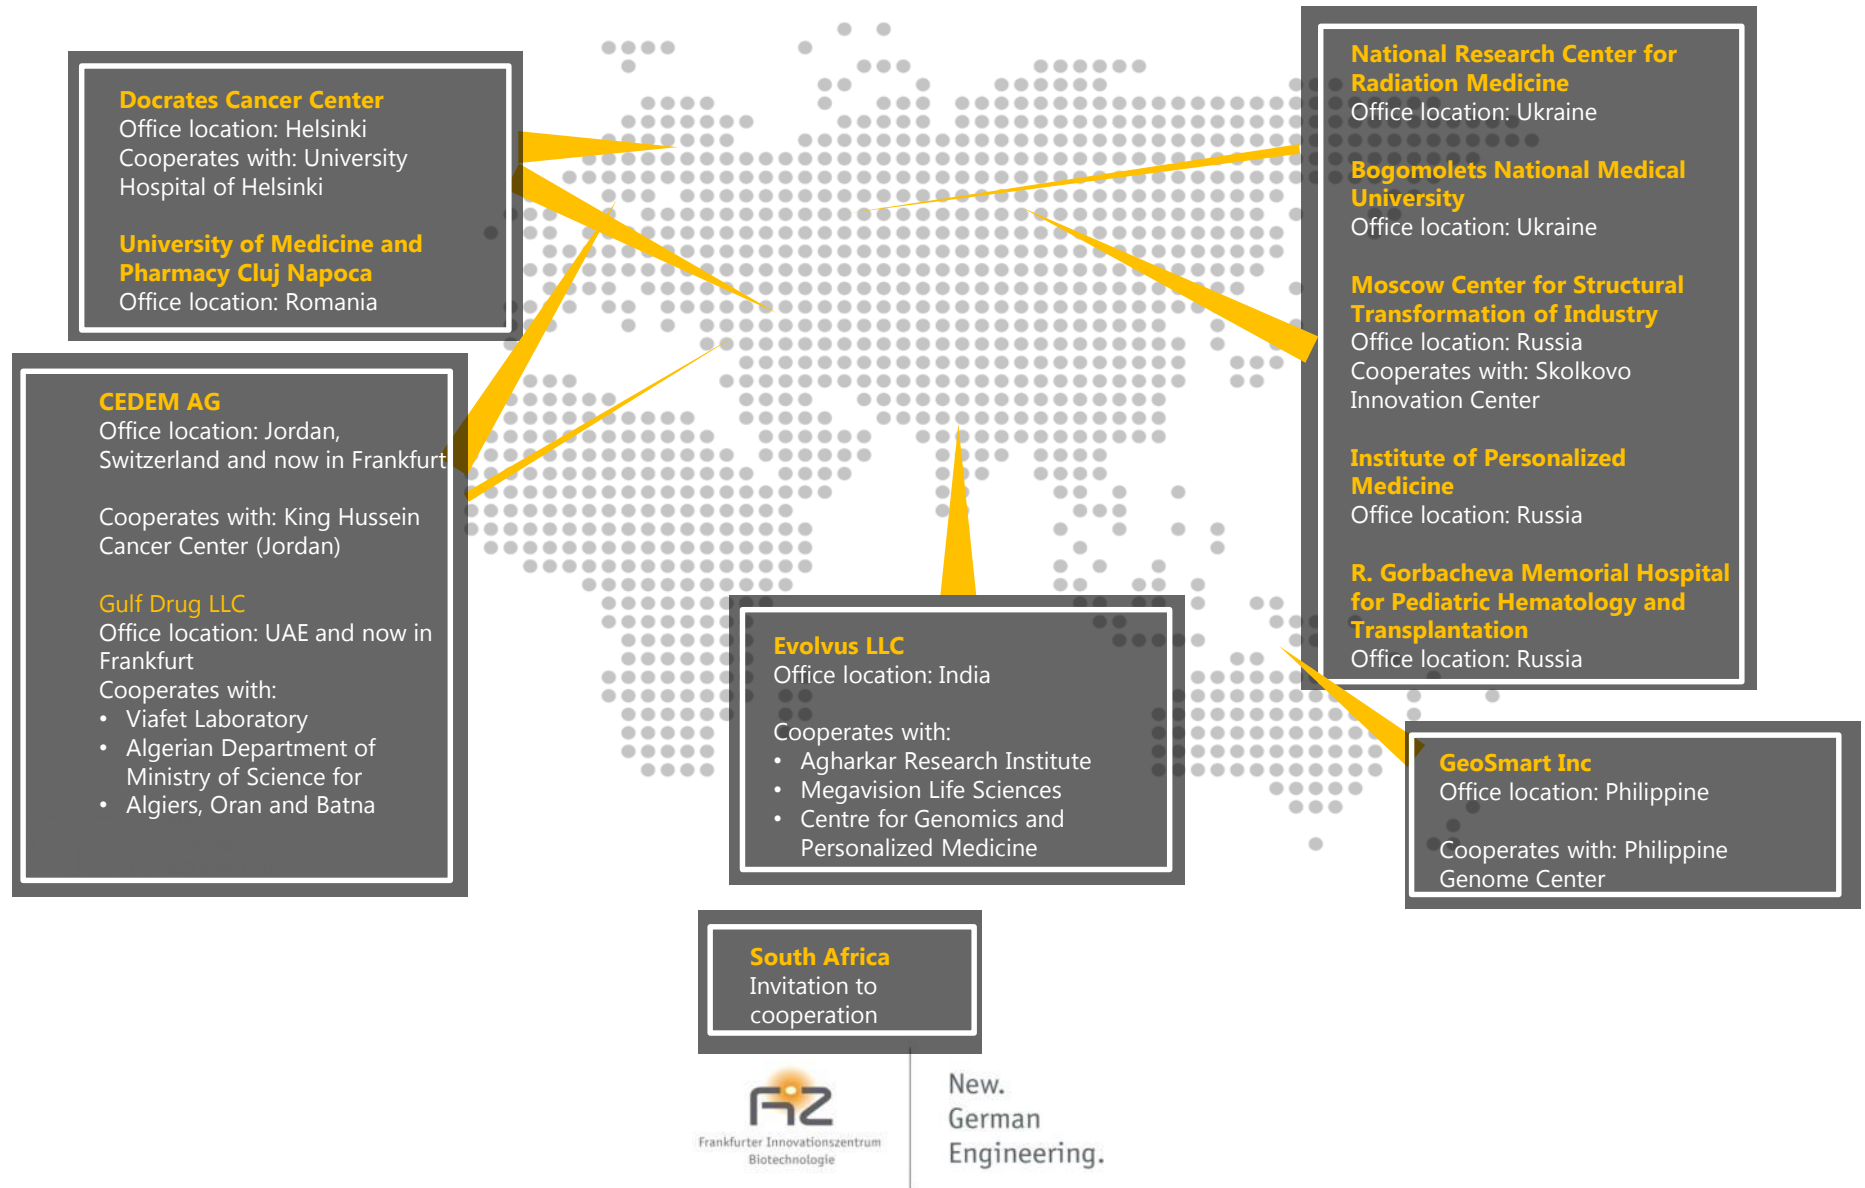 Docrates Cancer Center
Office location: Helsinki
Cooperates with: University
Hospital of Helsinki
University of Medicine and
Pharmacy Cluj Napoca
Office location: Romania
CEDEM AG
Office location: Jordan,
Switzerland and now in Frankfurt
Cooperates with: King Hussein
Cancer Center (Jordan)
Gulf Drug LLC
Office location: UAE and now in
Frankfurt
Cooperates with:
• Viafet Laboratory
• Algerian Department of
Ministry of Science for
• Algiers, Oran and Batna
Evolvus LLC
Office location: India
Cooperates with:
• Agharkar Research Institute
• Megavision Life Sciences
• Centre for Genomics and
Personalized Medicine
National Research Center for
Radiation Medicine
Office location: Ukraine
Bogomolets National Medical
University
Office location: Ukraine
Moscow Center for Structural
Transformation of Industry
Office location: Russia
Cooperates with: Skolkovo
Innovation Center
Institute of Personalized
Medicine
Office location: Russia
R. Gorbacheva Memorial Hospital
for Pediatric Hematology and
Transplantation
Office location: Russia
GeoSmart Inc
Office location: Philippine
Cooperates with: Philippine
Genome Center
South Africa
Invitation to
cooperation
FiZ
Frankfurter Innovationszentrum
Biotechnologie
New.
German
Engineering.